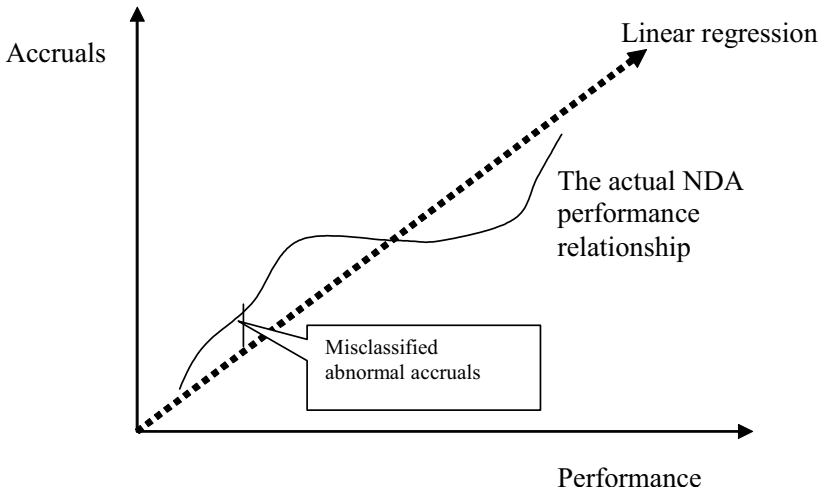 Linear regression
Accruals
The actual NDA
performance
relationship
Misclassified
abnormal accruals
Performance